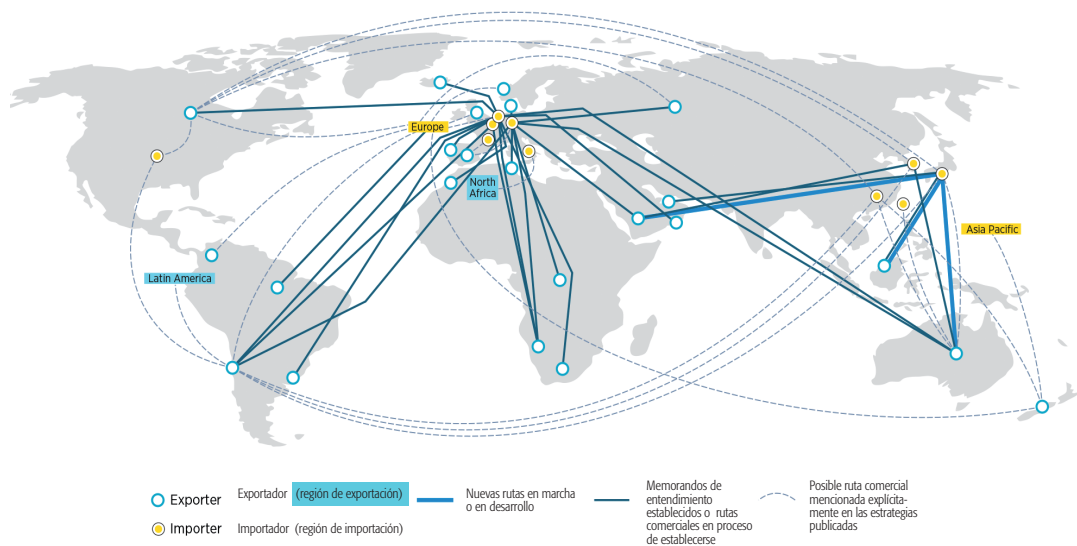 Europe
North
Africa
Asia Pacific
Latin America
Exporter
Exportador (región de exportación)
Importer
Importador (región de importación)
Nuevas rutas en marcha
o en desarrollo
Memorandos de
entendimiento
establecidos o rutas
comerciales en proceso
de establecerse
Posible ruta comercial
mencionada explícita-
mente en las estrategias
publicadas